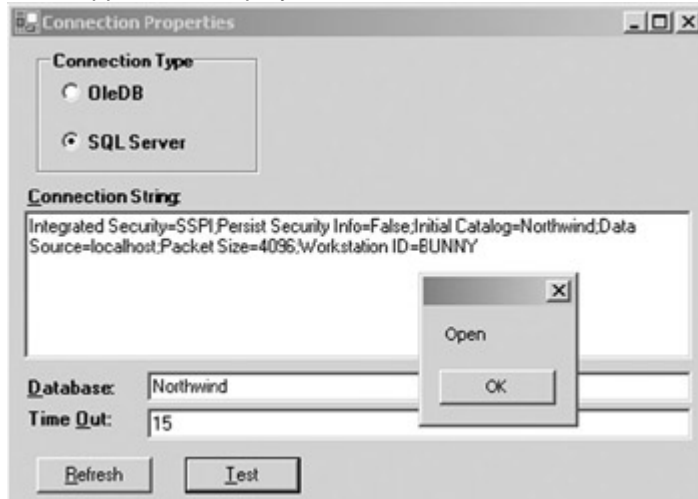 Connection Properties
Connection Type
OleDB
SQL Server
Connection String:
Integrated Security=SSPI;Persist Security Info=False;Initial Catalog=Northwind;Data
Source=localhost;Packet Size=4096;Workstation ID=BUNNY
Open
OK
Database: Northwind
Time Out: 15
Refresh Test